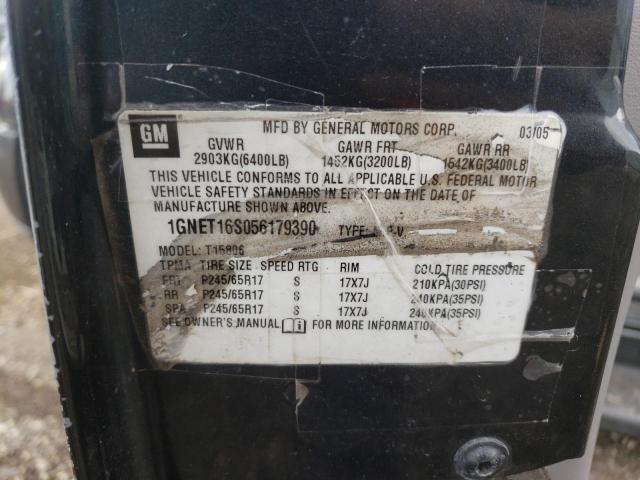 GM
MFD BY GENERAL MOTORS CORP. 03/05
GVWR GAWR FRT GAWR RR
2903KG(6400LB) 1452KG(3200LB) 1542KG(3400LB)
THIS VEHICLE CONFORMS TO ALL APPLICABLE U.S. FEDERAL MOTOR
VEHICLE SAFETY STANDARDS IN EFFECT ON THE DATE OF
MANUFACTURE SHOWN ABOVE.
1GNET16S056179390 TYPE:
MODEL: T15806
TPMA TIRE SIZE SPEED RTG RIM COLD TIRE PRESSURE
FRT P245/65R17 S 17X7J 210KPA(30PSI)
RR P245/65R17 S 17X7J 240KPA(35PSI)
SPA P245/65R17 S 17X7J 240KPA(35PSI)
SEE OWNER'S MANUAL FOR MORE INFORMATION.